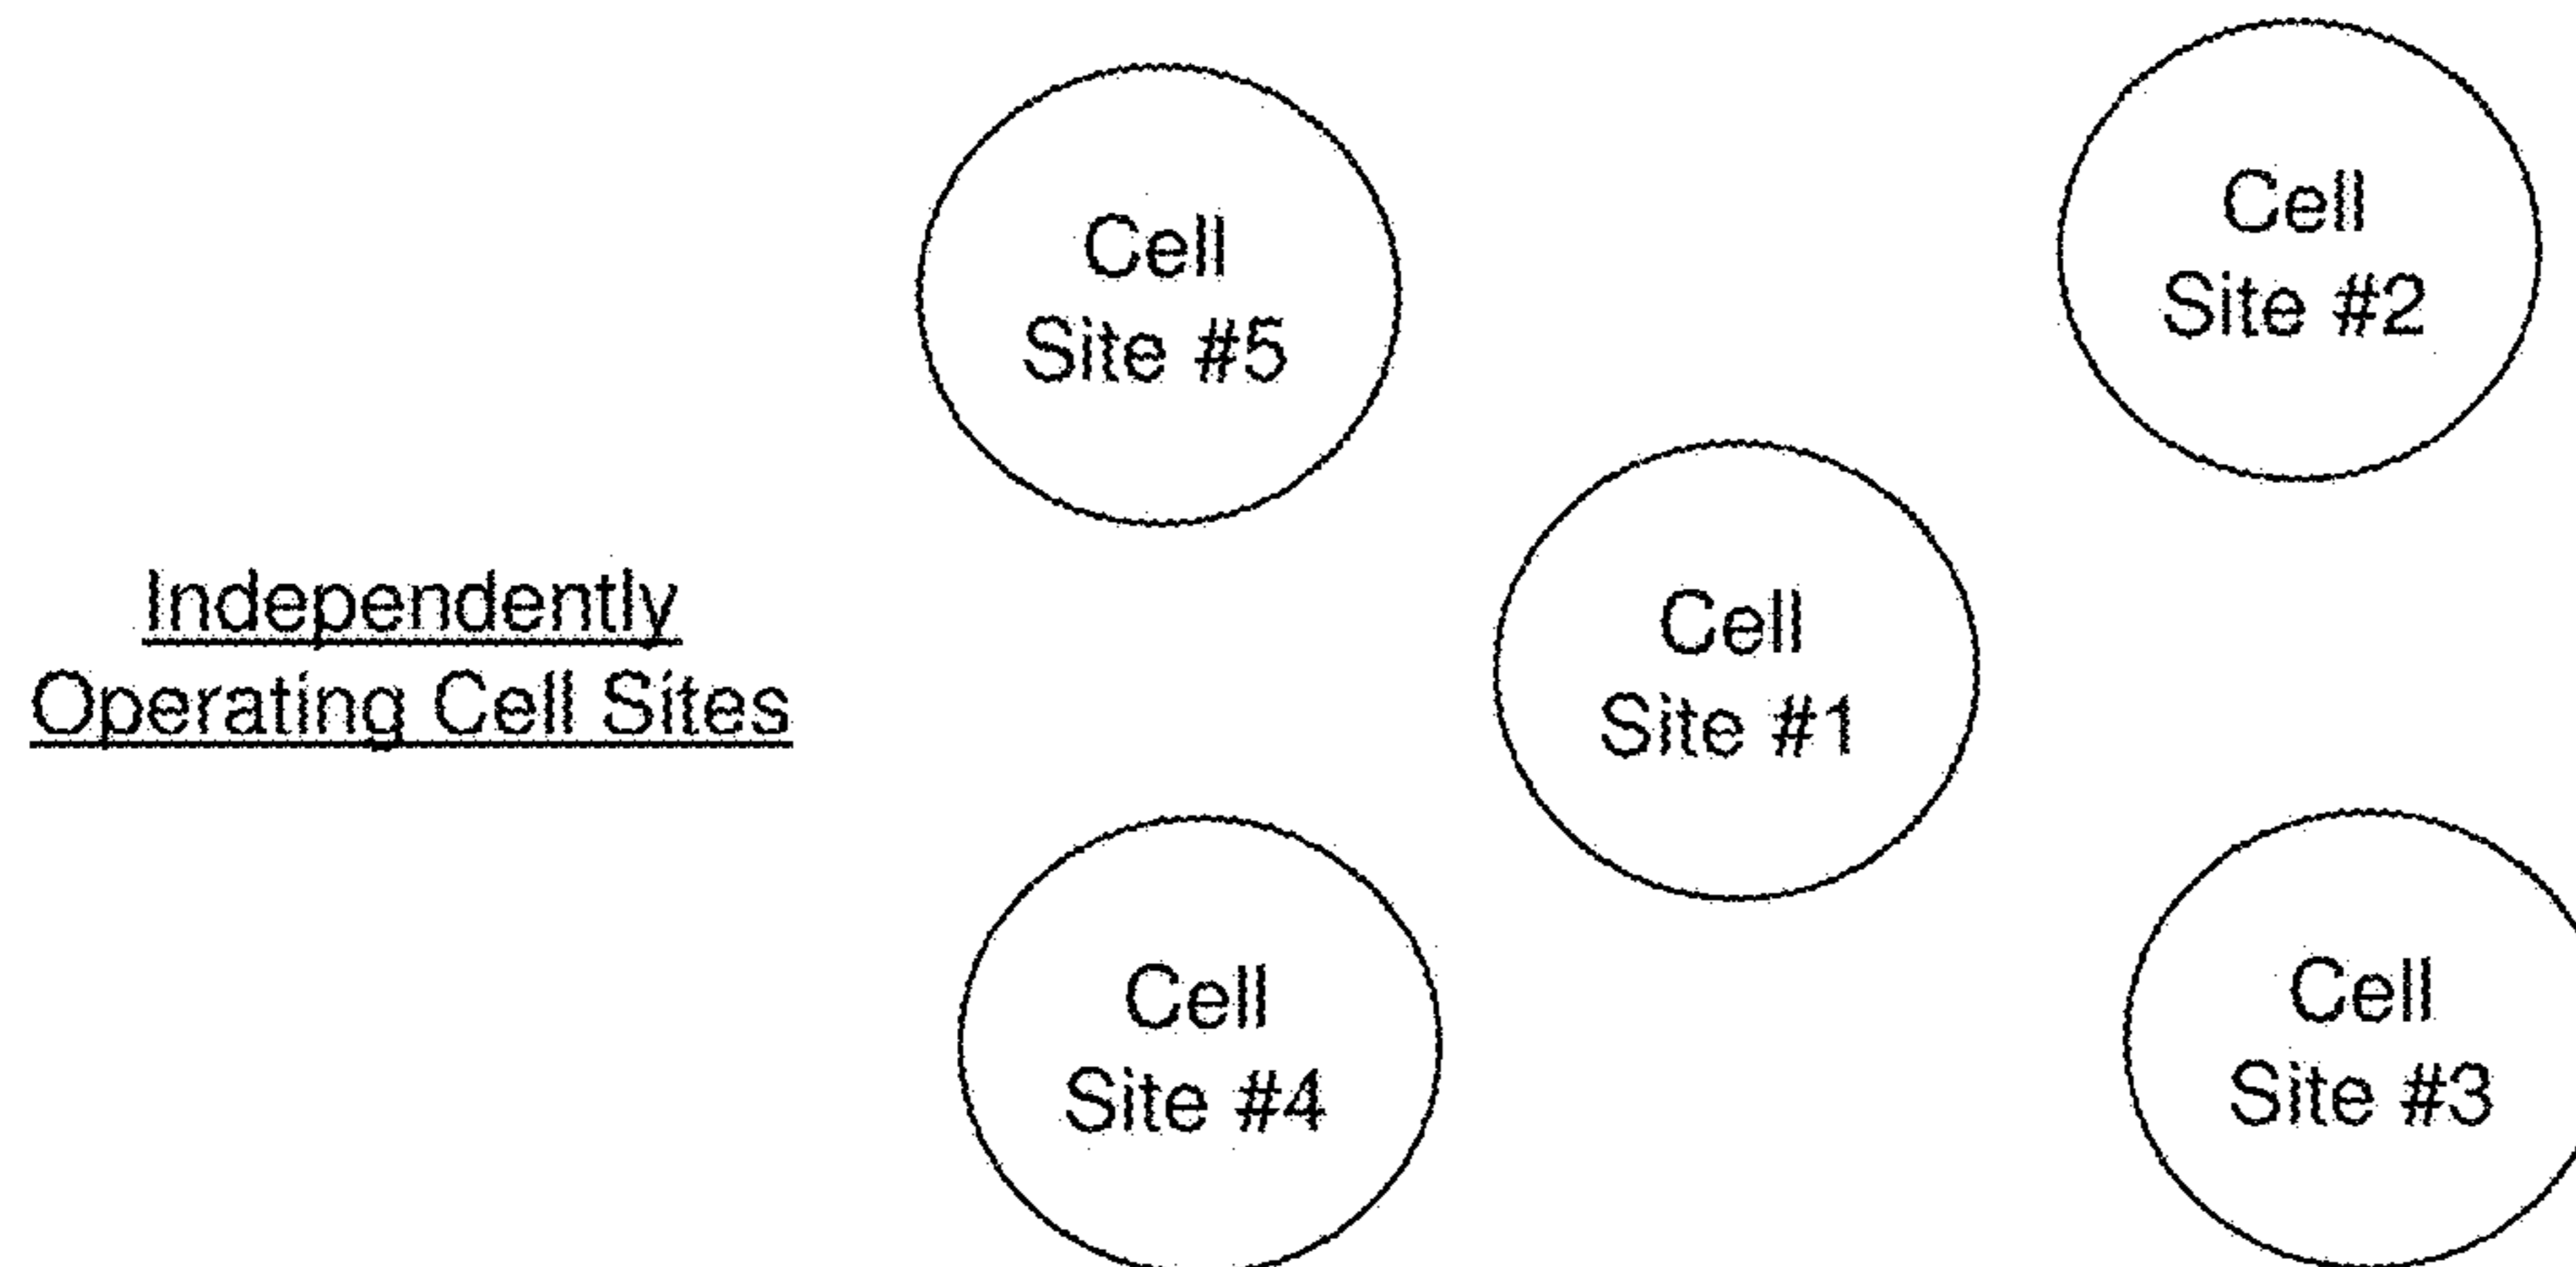 Cell
Site #5
Cell
Site #2
Independently
Operating Cell Sites
Cell
Site #1
Cell
Site #4
Cell
Site #3